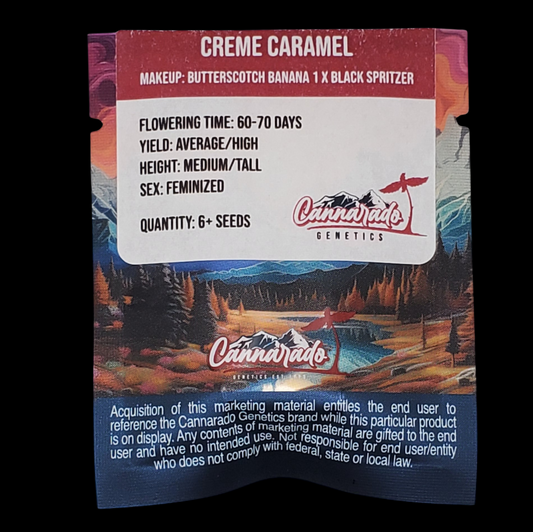 CREME CARAMEL
MAKEUP: BUTTERSCOTCH BANANA 1 X BLACK SPRITZER
FLOWERING TIME: 60-70 DAYS
YIELD: AVERAGE/HIGH
HEIGHT: MEDIUM/TALL
SEX: FEMINIZED
QUANTITY: 6+ SEEDS
Cannarado
GENETICS
Cannarado
GENETICS EST
Acquisition of this marketing material entitles the end user to
reference the Cannarado Genetics brand while this particular product
is on display. Any contents of marketing material are gifted to the end
user and have no intended use. Not responsible for end user/entity
who does not comply with federal, state or local law.